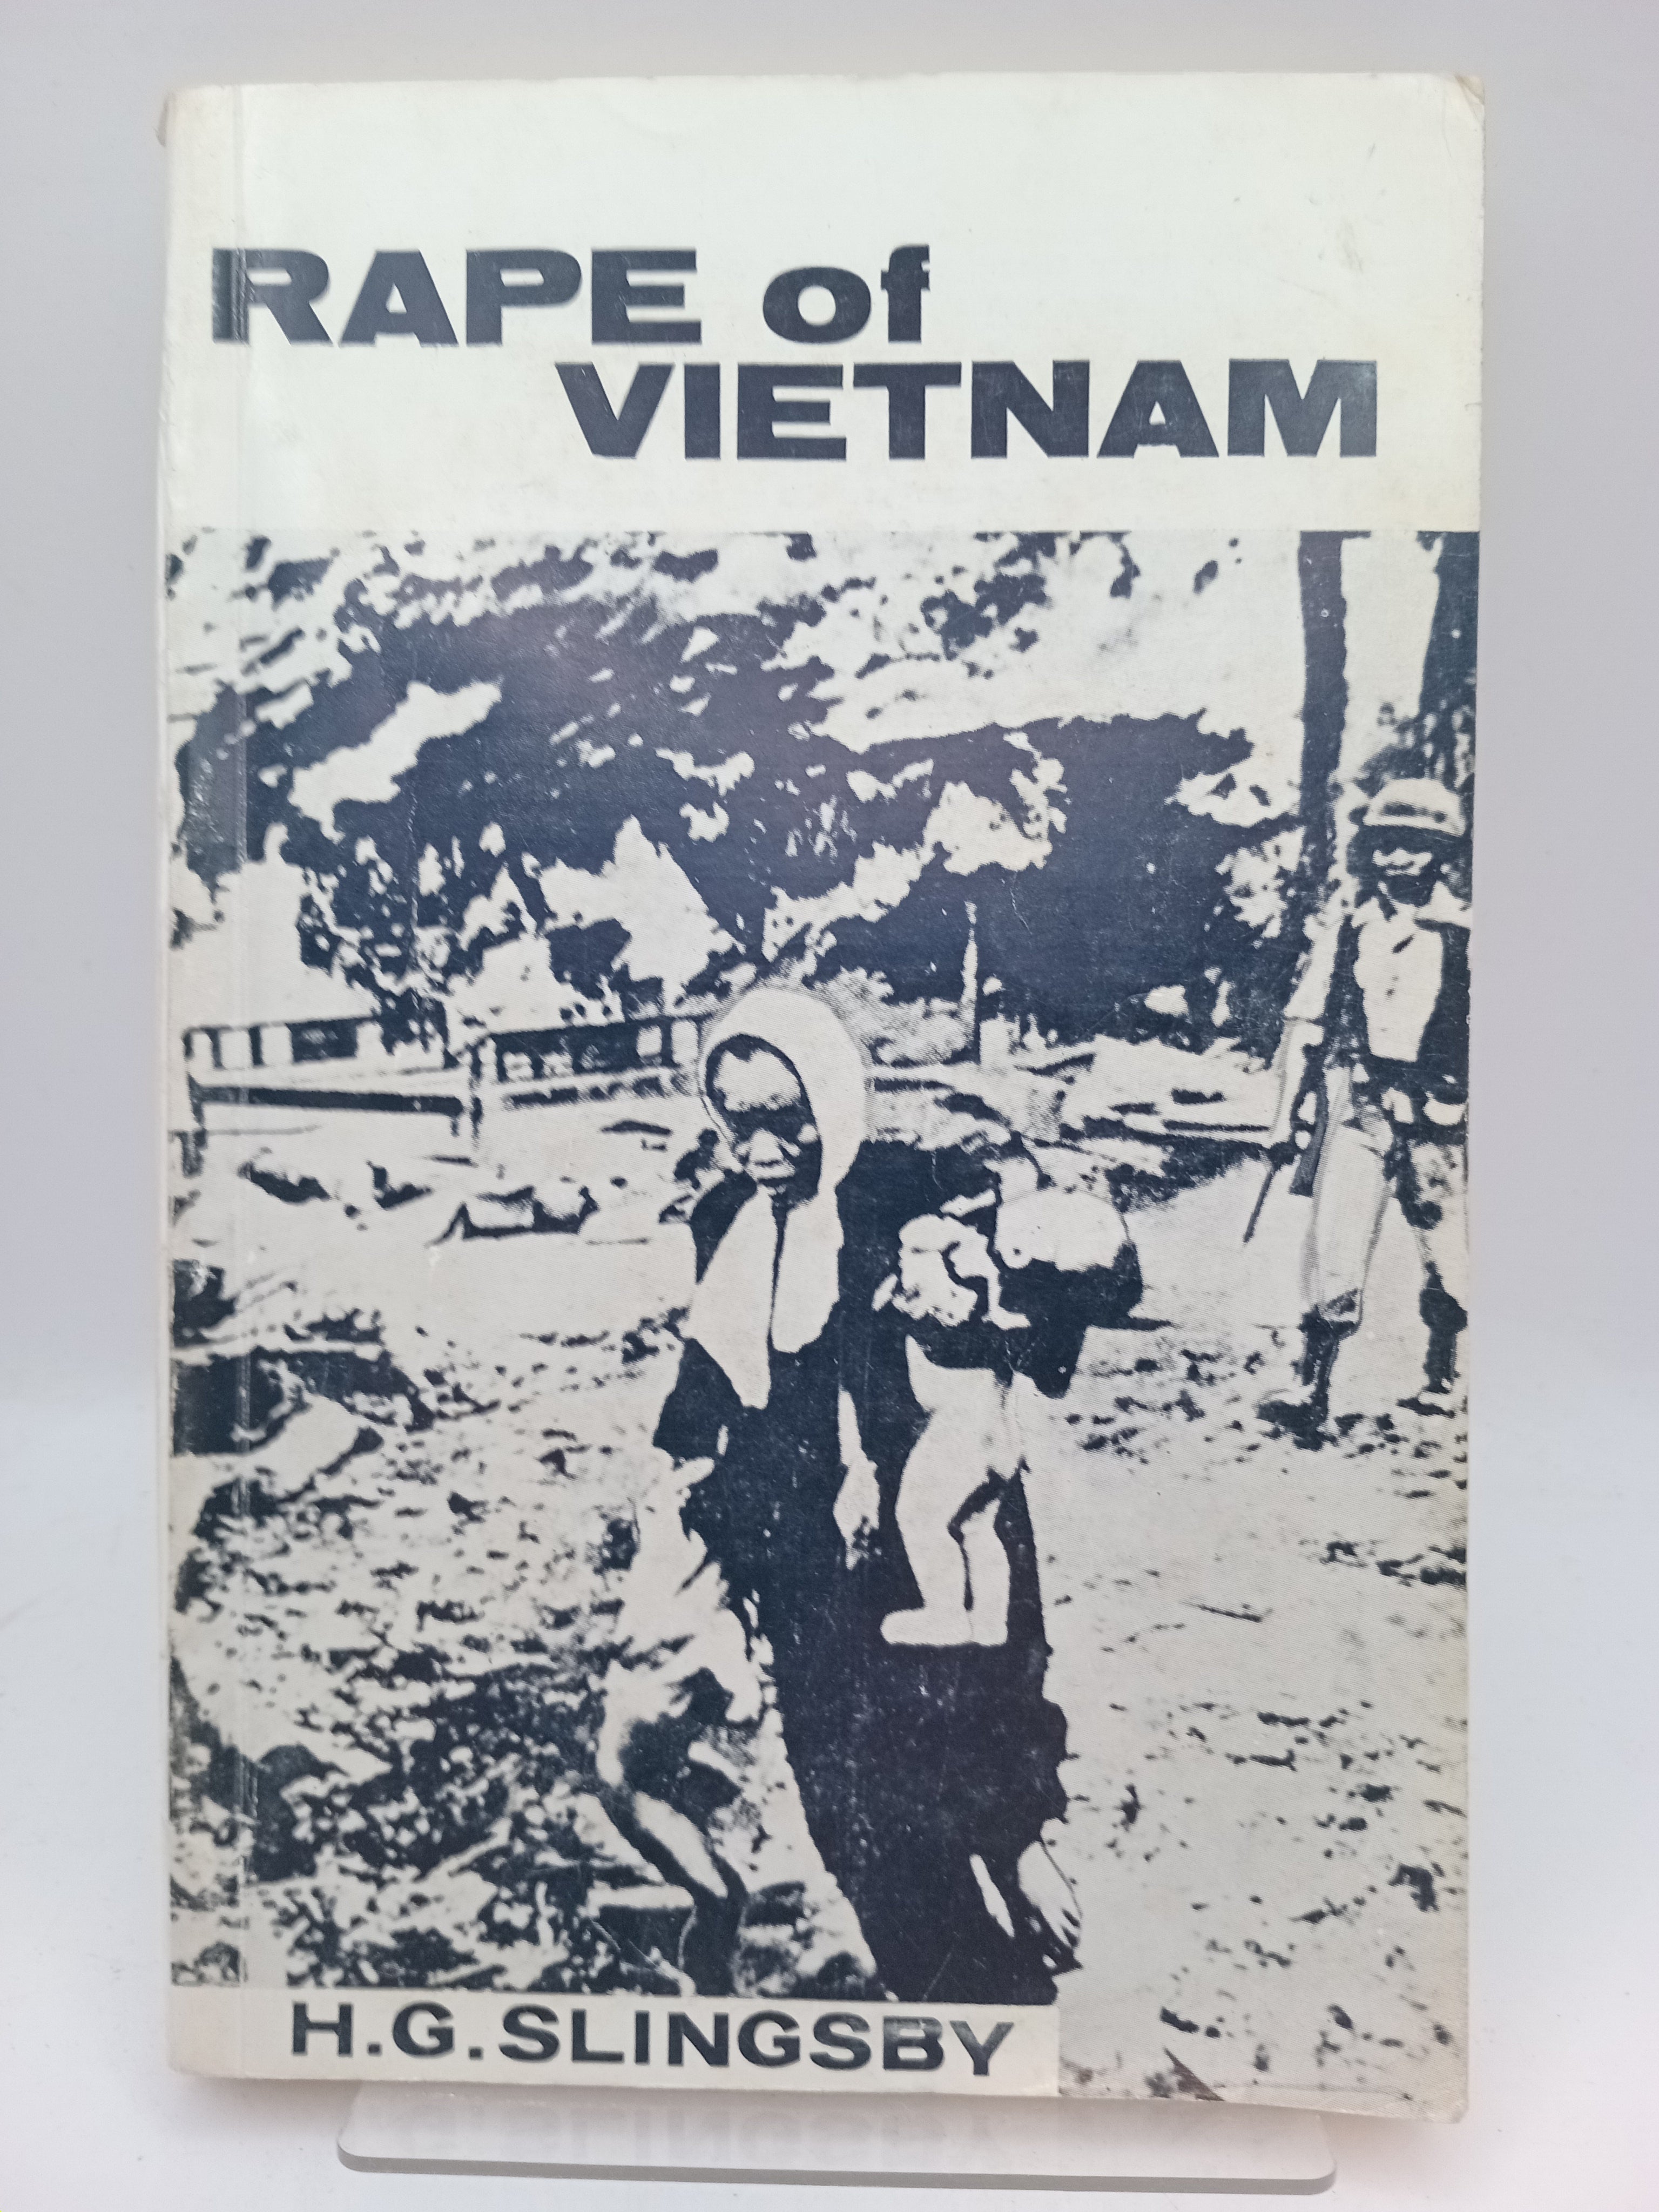 RAPE of
VIETNAM
H.G.SLINGSBY